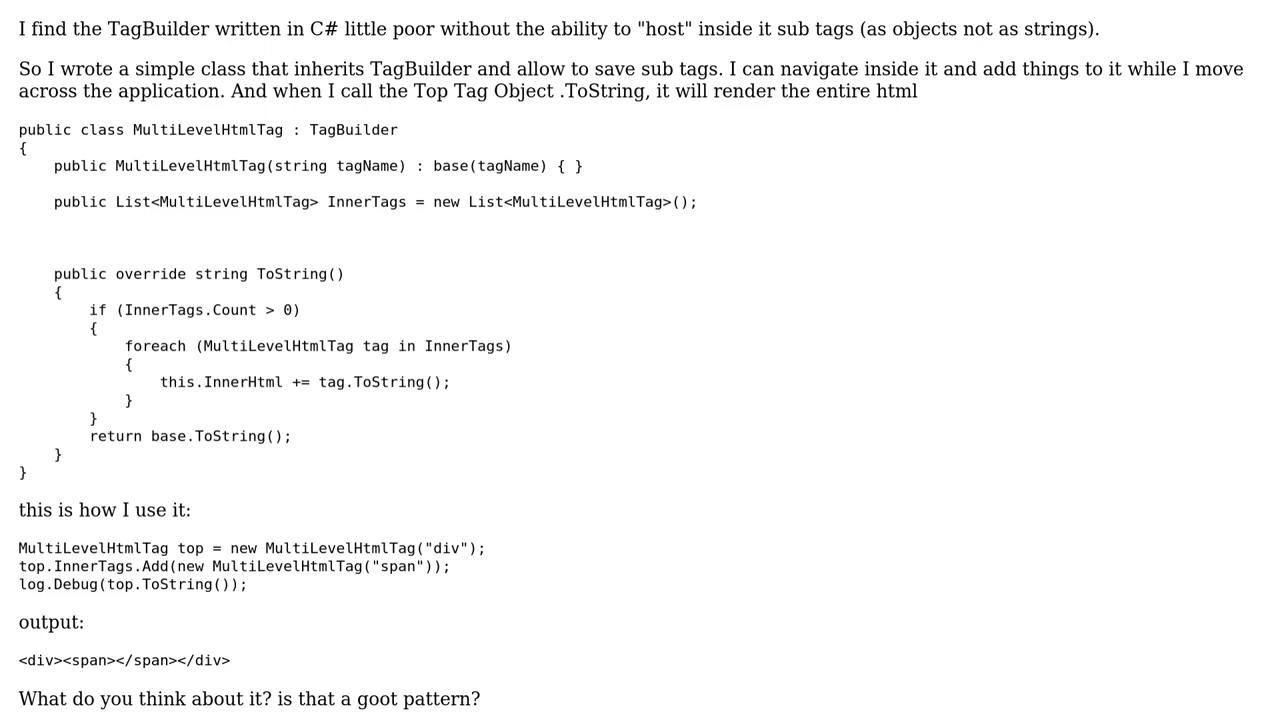 I find the TagBuilder written in C# little poor without the ability to "host" inside it sub tags (as objects not as strings).
So I wrote a simple class that inherits TagBuilder and allow to save sub tags. I can navigate inside it and add things to it while I move
across the application. And when I call the Top Tag Object .ToString, it will render the entire html
public class MultiLevelHtmlTag : TagBuilder
{
    public MultiLevelHtmlTag(string tagName) : base(tagName) { }
    public List<MultiLevelHtmlTag> InnerTags = new List<MultiLevelHtmlTag>();
    public override string ToString()
    {
        if (InnerTags.Count > 0)
        {
            foreach (MultiLevelHtmlTag tag in InnerTags)
            {
                this.InnerHtml += tag.ToString();
            }
        }
        return base.ToString();
    }
}
this is how I use it:
MultiLevelHtmlTag top = new MultiLevelHtmlTag("div");
top.InnerTags.Add(new MultiLevelHtmlTag("span"));
log.Debug(top.ToString());
output:
<div><span></span></div>
What do you think about it? is that a goot pattern?